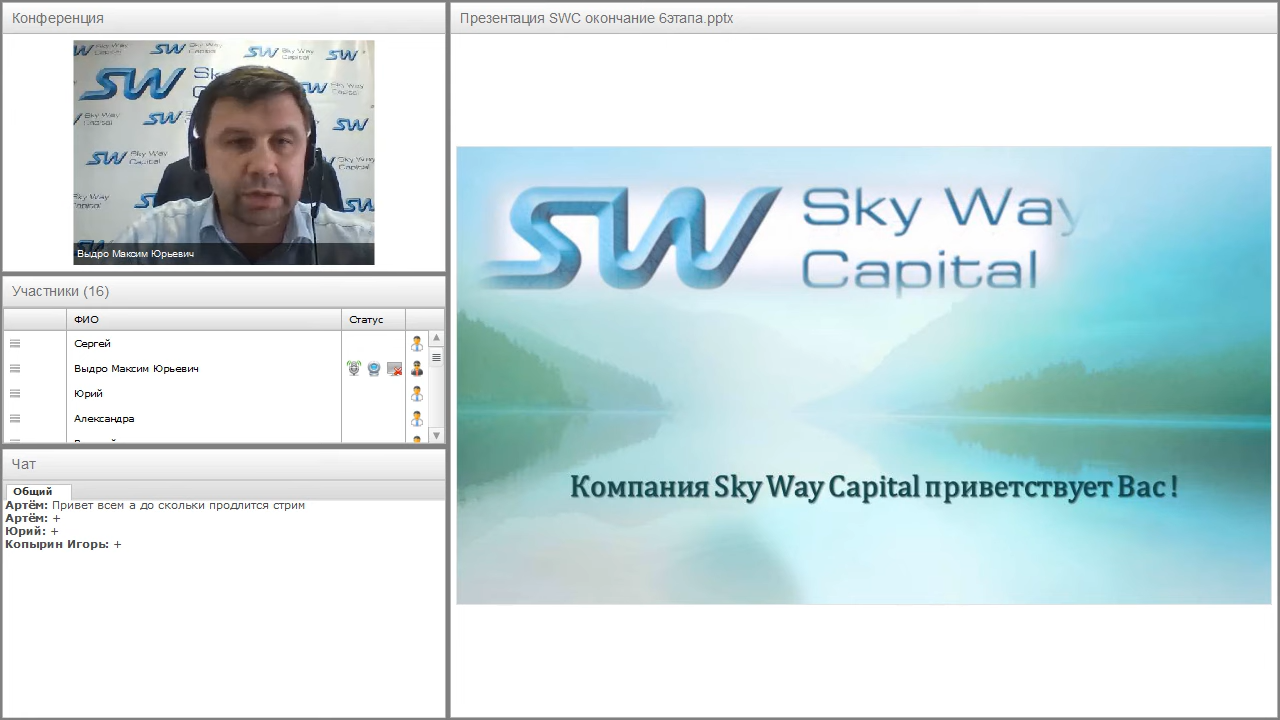 Конференция
SW Sky Way
Capital
Выдро Максим Юрьевич
Участники (16)
ФИО
Статус
Сергей
Выдро Максим Юрьевич
Юрий
Александра
Чат
Общий
Артём: Привет всем а до скольки продлится стрим
Артём: +
Юрий: +
Копырин Игорь: +
Презентация SWC окончание 6этапа.pptx
SW Sky Way
Capital
Компания Sky Way Capital приветствует Вас !